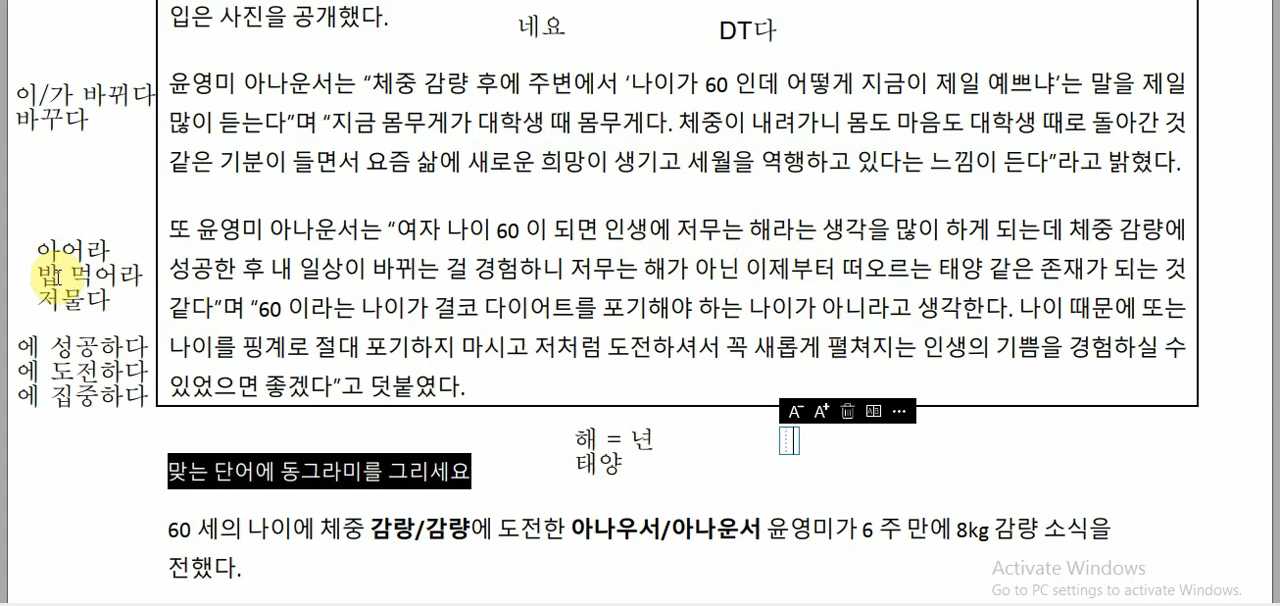 입은 사진을 공개했다.
네요
DT다
이/가 바뀌다
바꾸다
윤영미 아나운서는 “체중 감량 후에 주변에서 ‘나이가 60 인데 어떻게 지금이 제일 예쁘냐’는 말을 제일
많이 듣는다”며 “지금 몸무게가 대학생 때 몸무게다. 체중이 내려가니 몸도 마음도 대학생 때로 돌아간 것
같은 기분이 들면서 요즘 삶에 새로운 희망이 생기고 세월을 역행하고 있다는 느낌이 든다”라고 밝혔다.
아어라
밥 먹어라
저물다
에 성공하다
에 도전하다
에 집중하다
또 윤영미 아나운서는 “여자 나이 60 이 되면 인생에 저무는 해라는 생각을 많이 하게 되는데 체중 감량에
성공한 후 내 일상이 바뀌는 걸 경험하니 저무는 해가 아닌 이제부터 떠오르는 태양 같은 존재가 되는 것
같다”며 “60 이라는 나이가 결코 다이어트를 포기해야 하는 나이가 아니라고 생각한다. 나이 때문에 또는
나이를 핑계로 절대 포기하지 마시고 저처럼 도전하셔서 꼭 새롭게 펼쳐지는 인생의 기쁨을 경험하실 수
있었으면 좋겠다”고 덧붙였다.
해 = 년
태양
맞는 단어에 동그라미를 그리세요
60 세의 나이에 체중 감랑/감량에 도전한 아나우서/아나운서 윤영미가 6 주 만에 8kg 감량 소식을
전했다.
Activate Windows
Go to PC settings to activate Windows.